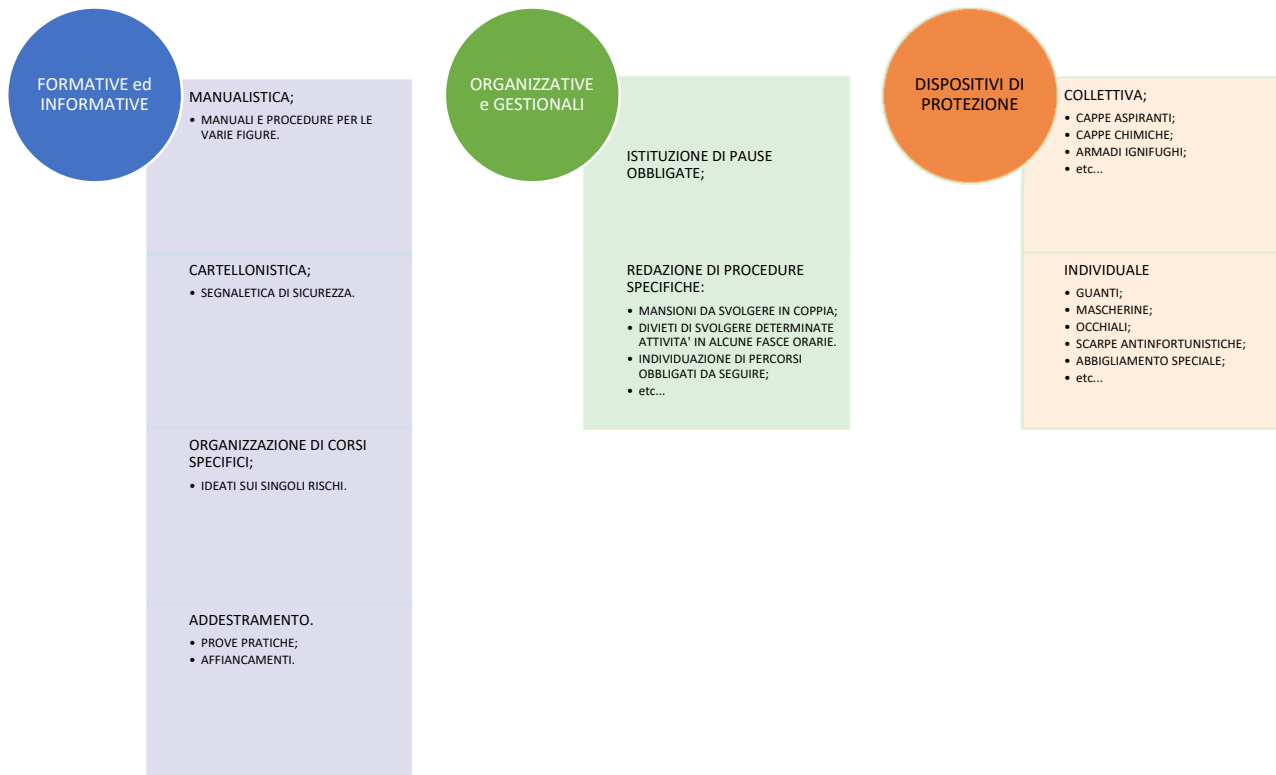 FORMATIVE ed
INFORMATIVE
MANUALISTICA;
• MANUALI E PROCEDURE PER LE
VARIE FIGURE.
CARTELLONISTICA;
• SEGNALETICA DI SICUREZZA.
ORGANIZZAZIONE DI CORSI
SPECIFICI;
• IDEATI SUI SINGOLI RISCHI.
ADDESTRAMENTO.
• PROVE PRATICHE;
• AFFIANCAMENTI.
ORGANIZZATIVE
e GESTIONALI
ISTITUZIONE DI PAUSE
OBBLIGATE;
REDAZIONE DI PROCEDURE
SPECIFICHE:
• MANSIONI DA SVOLGERE IN COPPIA;
• DIVIETI DI SVOLGERE DETERMINATE
ATTIVITA' IN ALCUNE FASCE ORARIE.
• INDIVIDUAZIONE DI PERCORSI
OBBLIGATI DA SEGUIRE;
• etc...
DISPOSITIVI DI
PROTEZIONE
COLLETTIVA;
• CAPPE ASPIRANTI;
• CAPPE CHIMICHE;
• ARMADI IGNIFUGHI;
• etc...
INDIVIDUALE
• GUANTI;
• MASCHERINE;
• OCCHIALI;
• SCARPE ANTINFORTUNISTICHE;
• ABBIGLIAMENTO SPECIALE;
• etc...